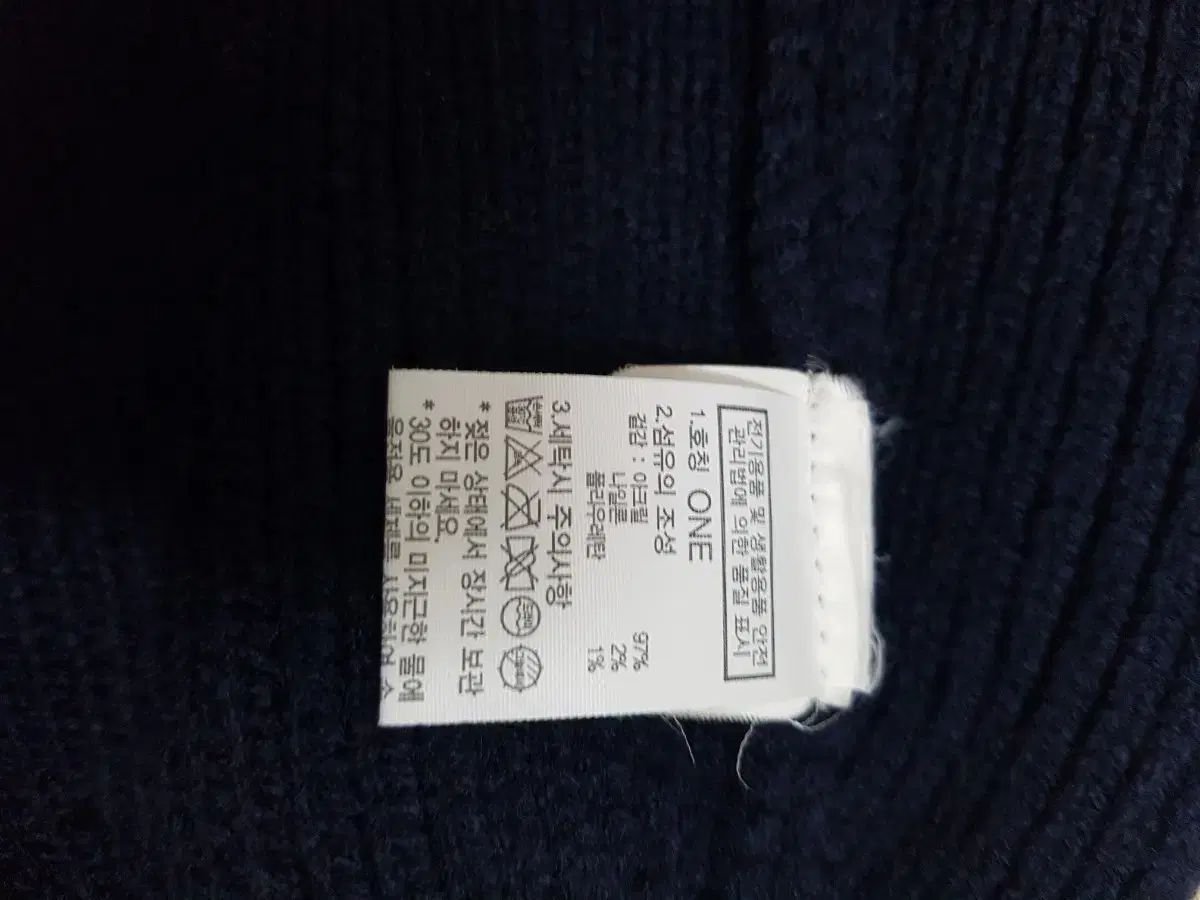 전기용품 및 생활용품 안전
관리법에 의한 품질 표시
1.호칭 ONE
2.섬유의 조성
겉감 : 아크릴 97%
나일론 2%
폴리우레탄 1%
3.세탁시 주의사항
* 젖은 상태에서 장시간 보관
하지 마세요.
* 30도 이하의 미지근한 물에